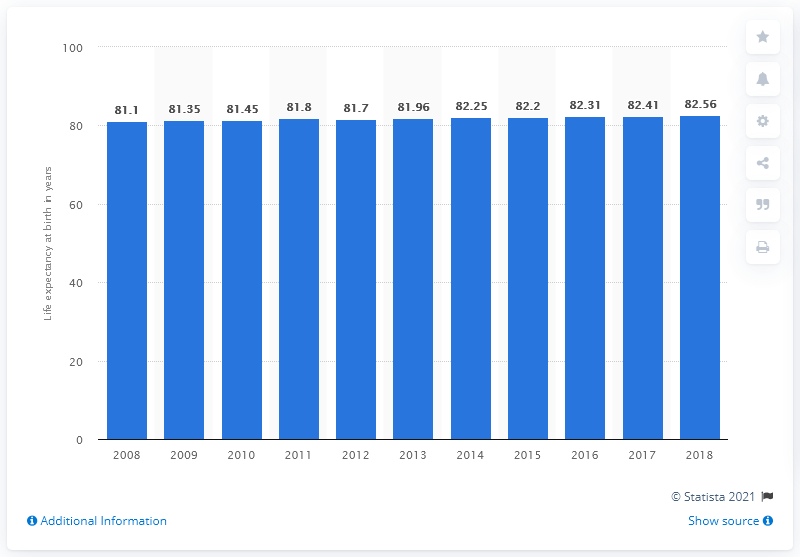 100
80
60
40
20
0
Life expectancy at birth in years
81.1 81.35 81.45 81.8 81.7 81.96 82.25 82.2 82.31 82.41 82.56
2008 2009 2010 2011 2012 2013 2014 2015 2016 2017 2018
© Statista 2021
Additional Information
Show source